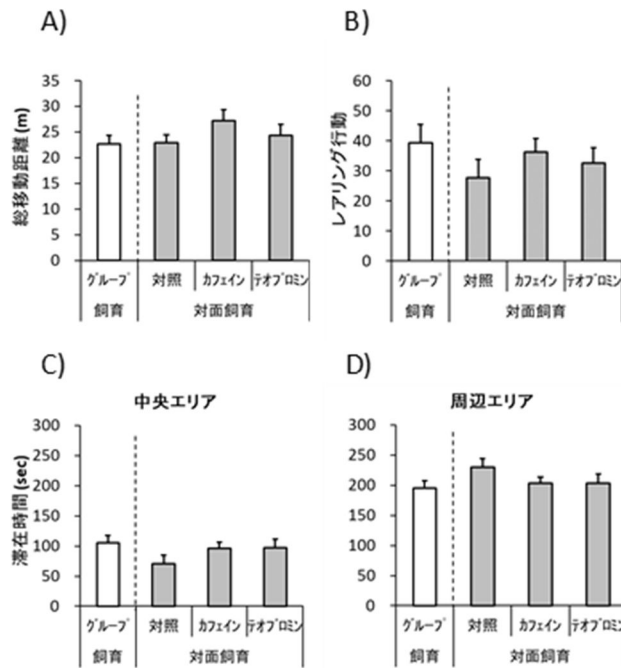 A)
総移動距離 (m)
35
30
25
20
15
10
5
0
グループ 対照 カフェイン テオブロミン
飼育 対面飼育
B)
レアリング行動
60
50
40
30
20
10
0
グループ 対照 カフェイン テオブロミン
飼育 対面飼育
C)
中央エリア
滞在時間 (sec)
300
250
200
150
100
50
0
グループ 対照 カフェイン テオブロミン
飼育 対面飼育
D)
周辺エリア
300
250
200
150
100
50
0
グループ 対照 カフェイン テオブロミン
飼育 対面飼育